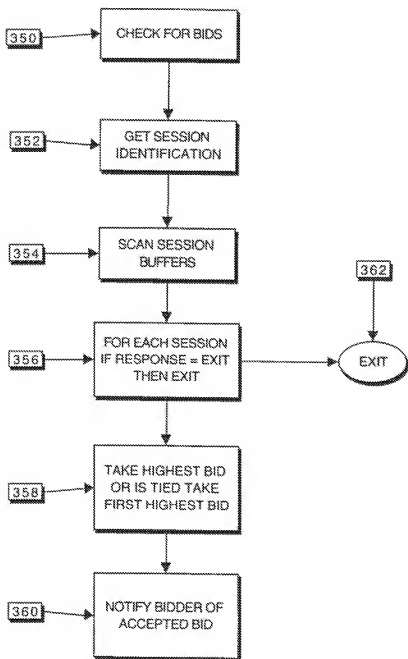 350
CHECK FOR BIDS
352
GET SESSION
IDENTIFICATION
354
SCAN SESSION
BUFFERS
362
356
FOR EACH SESSION
IF RESPONSE = EXIT
THEN EXIT
EXIT
358
TAKE HIGHEST BID
OR IS TIED TAKE
FIRST HIGHEST BID
360
NOTIFY BIDDER OF
ACCEPTED BID